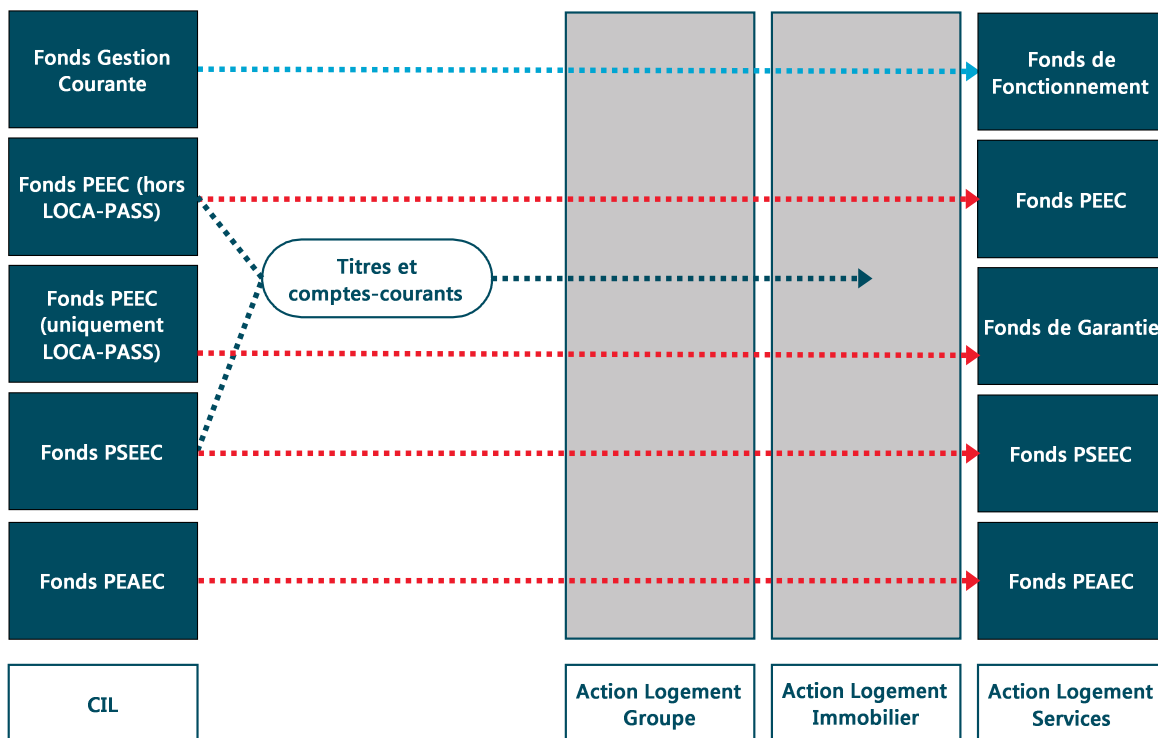 Fonds Gestion
Courante
Fonds de
Fonctionnement
Fonds PEEC (hors
LOCA-PASS)
Fonds PEEC
Titres et
comptes-courants
Fonds PEEC
(uniquement
LOCA-PASS)
Fonds de Garantie
Fonds PSEEC
Fonds PSEEC
Fonds PEAEC
Fonds PEAEC
CIL
Action Logement
Groupe
Action Logement
Immobilier
Action Logement
Services